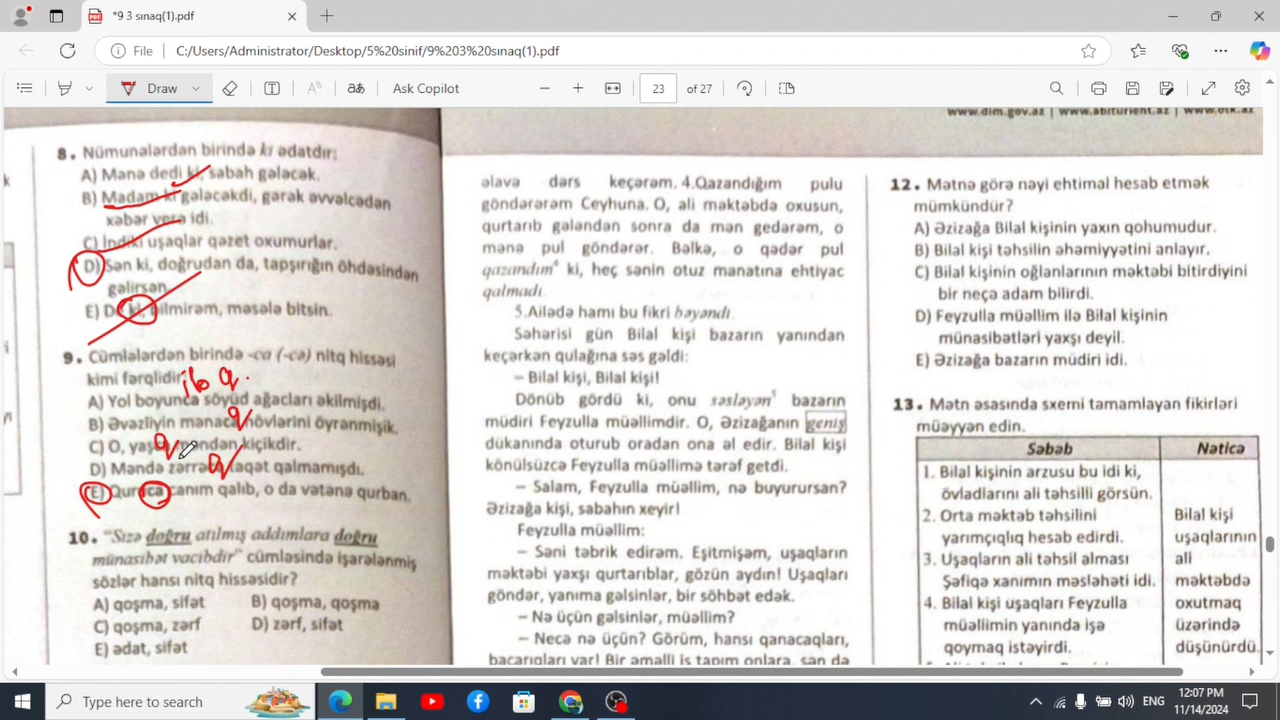 *9 3 sınaq(1).pdf
File C:/Users/Administrator/Desktop/5%20sinif/9%203%20sınaq(1).pdf
Draw
Ask Copilot
23 of 27
8. Nümunələrdən birində ki ədatdır:
A) Mənə dedi ki, sabah gələcək.
B) Madam ki gələcəkdi, gərək əvvəlcədən
xəbər verə idi.
C) İndiki uşaqlar qəzet oxumurlar.
D) Sən ki, doğrudan da, tapşırığın öhdəsindən
gəlirsən.
E) D ki, bilmirəm, məsələ bitsin.
9. Cümlələrdən birində -ca (-cə) nitq hissəsi
kimi fərqlidir
ilə q.
A) Yol boyunca söyüd ağacları əkilmişdi.
q
B) Əvəzliyin mənaca növlərini öyrənmişik.
q
C) O, yaşca məndən kiçikdir.
q
D) Məndə zərrəcə taqət qalmamışdı.
E) Quruca canım qalıb, o da vətənə qurban.
10. "Sizə doğru atılmış addımlara doğru
münasibət vacibdir" cümləsində işarələnmiş
sözlər hansı nitq hissəsidir?
A) qoşma, sifət B) qoşma, qoşma
C) qoşma, zərf D) zərf, sifət
E) ədat, sifət
əlavə dərs keçərəm. 4.Qazandığım pulu
göndərərəm Ceyhuna. O, ali məktəbdə oxusun,
qurtarıb gələndən sonra da mən gedərəm, o
mənə pul göndərər. Bəlkə, o qədər pul
qazandım⁴ ki, heç sənin otuz manatına ehtiyac
qalmadı.
5.Ailədə hamı bu fikri bəyəndi.
Səhərisi gün Bilal kişi bazarın yanından
keçərkən qulağına səs gəldi:
– Bilal kişi, Bilal kişi!
Dönüb gördü ki, onu səsləyən⁵ bazarın
müdiri Feyzulla müəllimdir. O, Əzizağanın geniş
dükanında oturub oradan ona əl edir. Bilal kişi
könülsüzcə Feyzulla müəllimə tərəf getdi.
– Salam, Feyzulla müəllim, nə buyurursan?
Əzizağa kişi, sabahın xeyir!
Feyzulla müəllim:
– Səni təbrik edirəm. Eşitmişəm, uşaqların
məktəbi yaxşı qurtarıblar, gözün aydın! Uşaqları
göndər, yanıma gəlsinlər, bir söhbət edək.
– Nə üçün gəlsinlər, müəllim?
– Necə nə üçün? Görüm, hansı qanacaqları,
bacarıqları var! Bir əməlli iş tapım onlara, sən də
www.dim.gov.az | www.abiturient.az |
12. Mətnə görə nəyi ehtimal hesab etmək
mümkündür?
A) Əzizağa Bilal kişinin yaxın qohumudur.
B) Bilal kişi təhsilin əhəmiyyətini anlayır.
C) Bilal kişinin oğlanlarının məktəbi bitirdiyini
bir neçə adam bilirdi.
D) Feyzulla müəllim ilə Bilal kişinin
münasibətləri yaxşı deyil.
E) Əzizağa bazarın müdiri idi.
13. Mətn əsasında sxemi tamamlayan fikirləri
müəyyən edin.
Səbəb Nəticə
1. Bilal kişinin arzusu bu idi ki,
övladlarını ali təhsilli görsün.
2. Orta məktəb təhsilini
yarımçıqlıq hesab edirdi.
3. Uşaqların ali təhsil alması
Şəfiqə xanımın məsləhəti idi.
4. Bilal kişi uşaqları Feyzulla
müəllimin yanında işə
qoymaq istəyirdi.
Bilal kişi
uşaqlarının
ali
məktəbdə
oxutmaq
üzərində
düşünürdü.
Type here to search
ENG
12:07 PM
11/14/2024